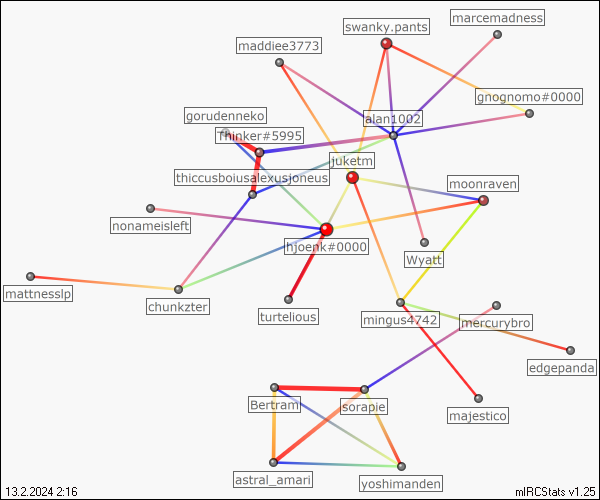 marcemadness
swanky.pants
maddiee3773
gnognomo#0000
gorudenneko
alan1002
Thinker#5995
juketm
thiccusboiusalexusjoneus
moonraven
nonameisleft
hjoenk#0000
Wyatt
mattnesslp
chunkzter
turtelious
mingus4742
mercurybro
edgepanda
Bertram
sorapie
majestico
astral_amari
yoshimanden
13.2.2024 2:16
mIRCStats v1.25